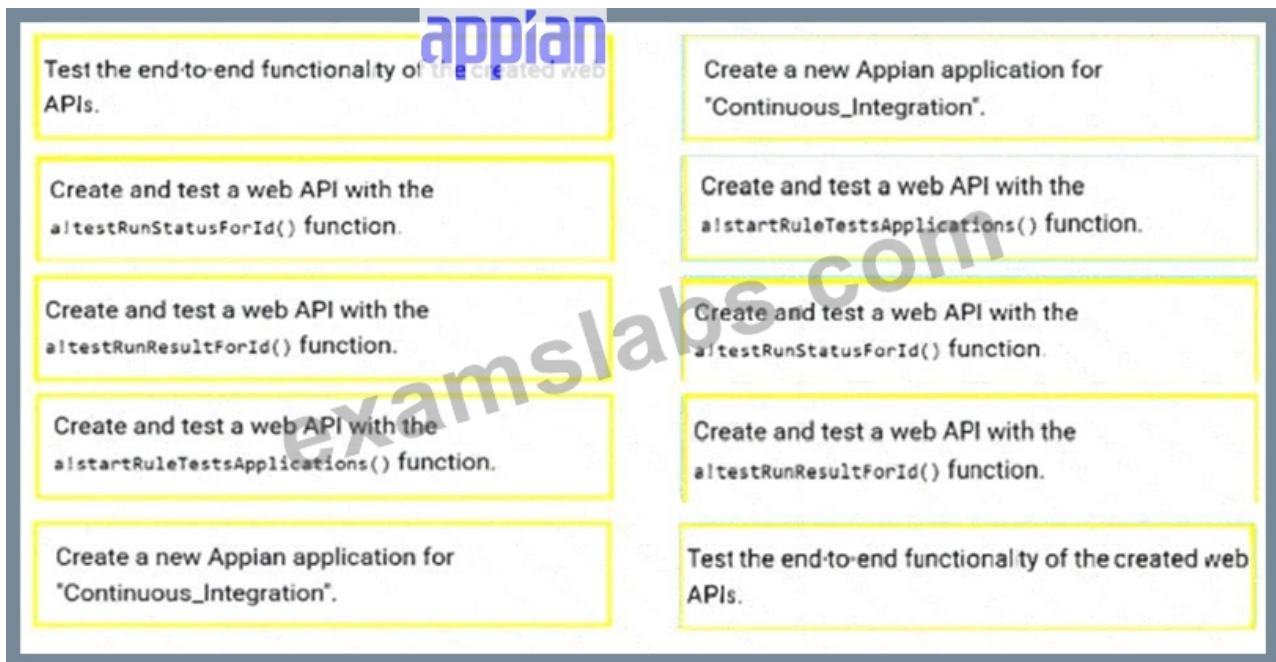 appian
Test the end-to-end functionality of the created web
APIs.
Create and test a web API with the
a!testRunStatusForId() function.
Create and test a web API with the
a!testRunResultForId() function.
Create and test a web API with the
a!startRuleTestsApplications() function.
Create a new Appian application for
"Continuous_Integration".
Create a new Appian application for
"Continuous_Integration".
Create and test a web API with the
a!startRuleTestsApplications() function.
Create and test a web API with the
a!testRunStatusForId() function.
Create and test a web API with the
a!testRunResultForId() function.
Test the end-to-end functionality of the created web
APIs.
examslabs.com